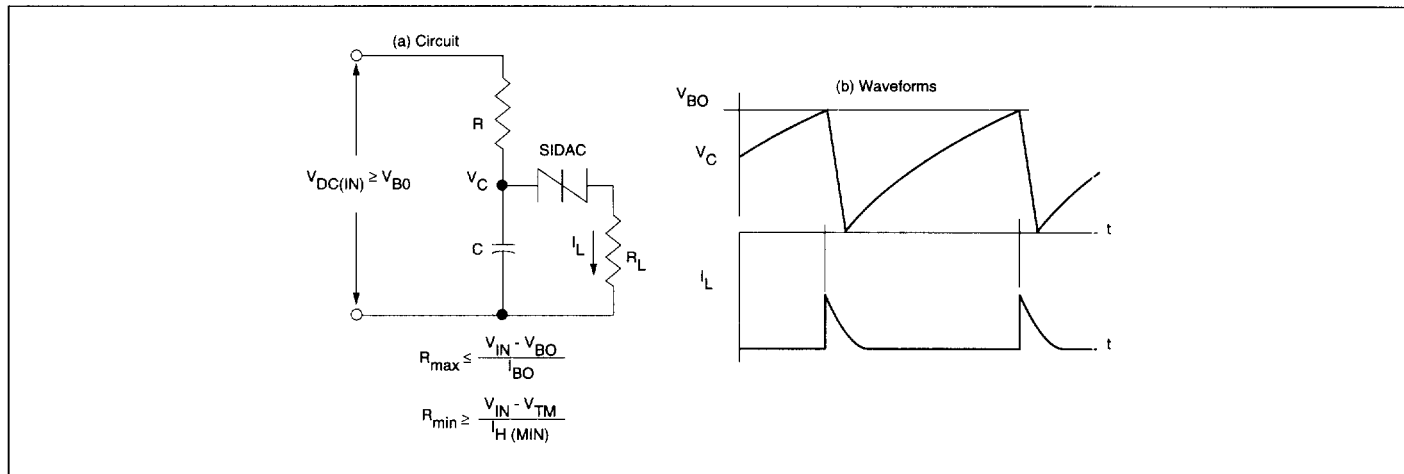 (a) Circuit
R
SIDAC
V_DC(IN) ≥ V_B0
V_C
C
I_L
R_L
R_max ≤ V_IN - V_BO / I_BO
R_min ≥ V_IN - V_TM / I_H (MIN)
(b) Waveforms
V_BO
V_C
t
I_L
t